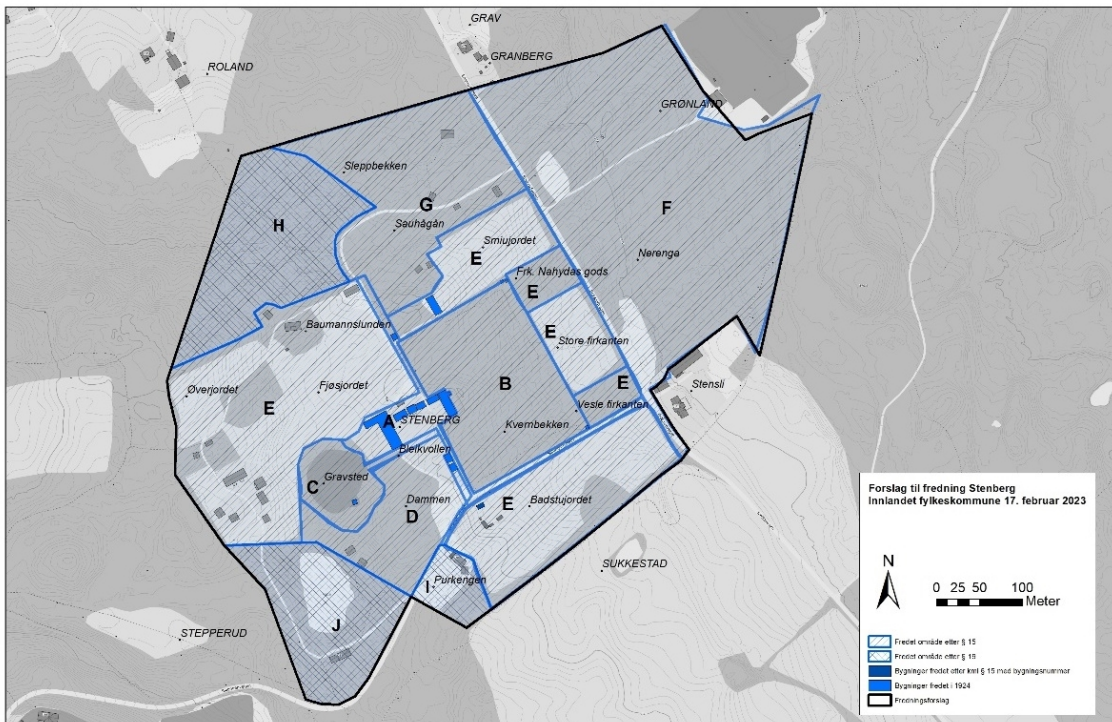 GRAV
GRANBERG
ROLAND
GRØNLAND
Sleppbekken
G
F
H
Sauhågån
Smiujordet
E
Nerenga
Frk. Nahydas gods
E
Baumannslunden
E
Store firkanten
Øverjordet
Fjøsjordet
B
E
Stensli
E
A
STENBERG
Vesle firkanten
Kvernbekken
Bleikvollen
C
Gravsted
Dammen
D
E
Badstujordet
I
Purkengen
SUKKESTAD
J
STEPPERUD
Forslag til fredning Stenberg
Innlandet fylkeskommune 17. februar 2023
N
0 25 50 100
Meter
Fredet område etter § 15
Fredet område etter § 19
Bygninger fredet etter kml § 15 med bygningsnummer
Bygninger fredet i 1924
Fredningsforslag